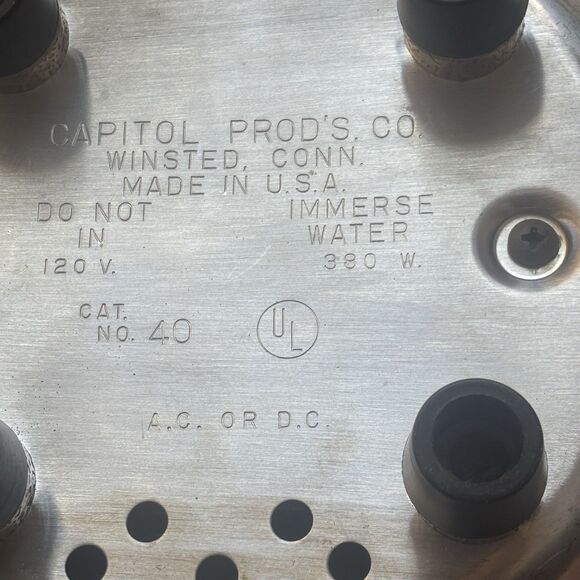 CAPITOL PROD'S. CO.
WINSTED, CONN.
MADE IN U.S.A.
DO NOT IMMERSE
IN WATER
120 V. 380 W.
CAT.
NO. 40 UL
A.C. OR D.C.